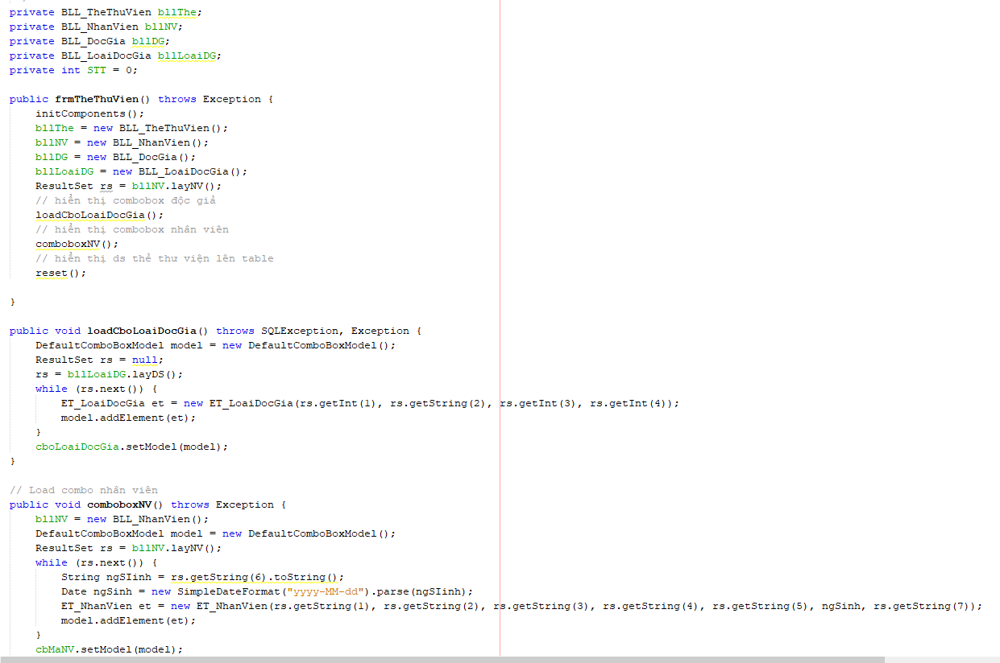 private BLL_TheThuVien bllThe;
private BLL_NhanVien bllNV;
private BLL_DocGia bllDG;
private BLL_LoaiDocGia bllLoaiDG;
private int STT = 0;
public frmTheThuVien() throws Exception {
initComponents();
bllThe = new BLL_TheThuVien();
bllNV = new BLL_NhanVien();
bllDG = new BLL_DocGia();
bllLoaiDG = new BLL_LoaiDocGia();
ResultSet rs = bllNV.layNV();
// hiển thị combobox độc giả
loadCboLoaiDocGia();
// hiển thị combobox nhân viên
comboboxNV();
// hiển thị ds thẻ thư viện lên table
reset();
}
public void loadCboLoaiDocGia() throws SQLException, Exception {
DefaultComboBoxModel model = new DefaultComboBoxModel();
ResultSet rs = null;
rs = bllLoaiDG.layDS();
while (rs.next()) {
ET_LoaiDocGia et = new ET_LoaiDocGia(rs.getInt(1), rs.getString(2), rs.getInt(3), rs.getInt(4));
model.addElement(et);
}
cboLoaiDocGia.setModel(model);
}
// Load combo nhân viên
public void comboboxNV() throws Exception {
bllNV = new BLL_NhanVien();
DefaultComboBoxModel model = new DefaultComboBoxModel();
ResultSet rs = bllNV.layNV();
while (rs.next()) {
String ngSIinh = rs.getString(6).toString();
Date ngSinh = new SimpleDateFormat("yyyy-MM-dd").parse(ngSIinh);
ET_NhanVien et = new ET_NhanVien(rs.getString(1), rs.getString(2), rs.getString(3), rs.getString(4), rs.getString(5), ngSinh, rs.getString(7));
model.addElement(et);
}
cbMaNV.setModel(model);